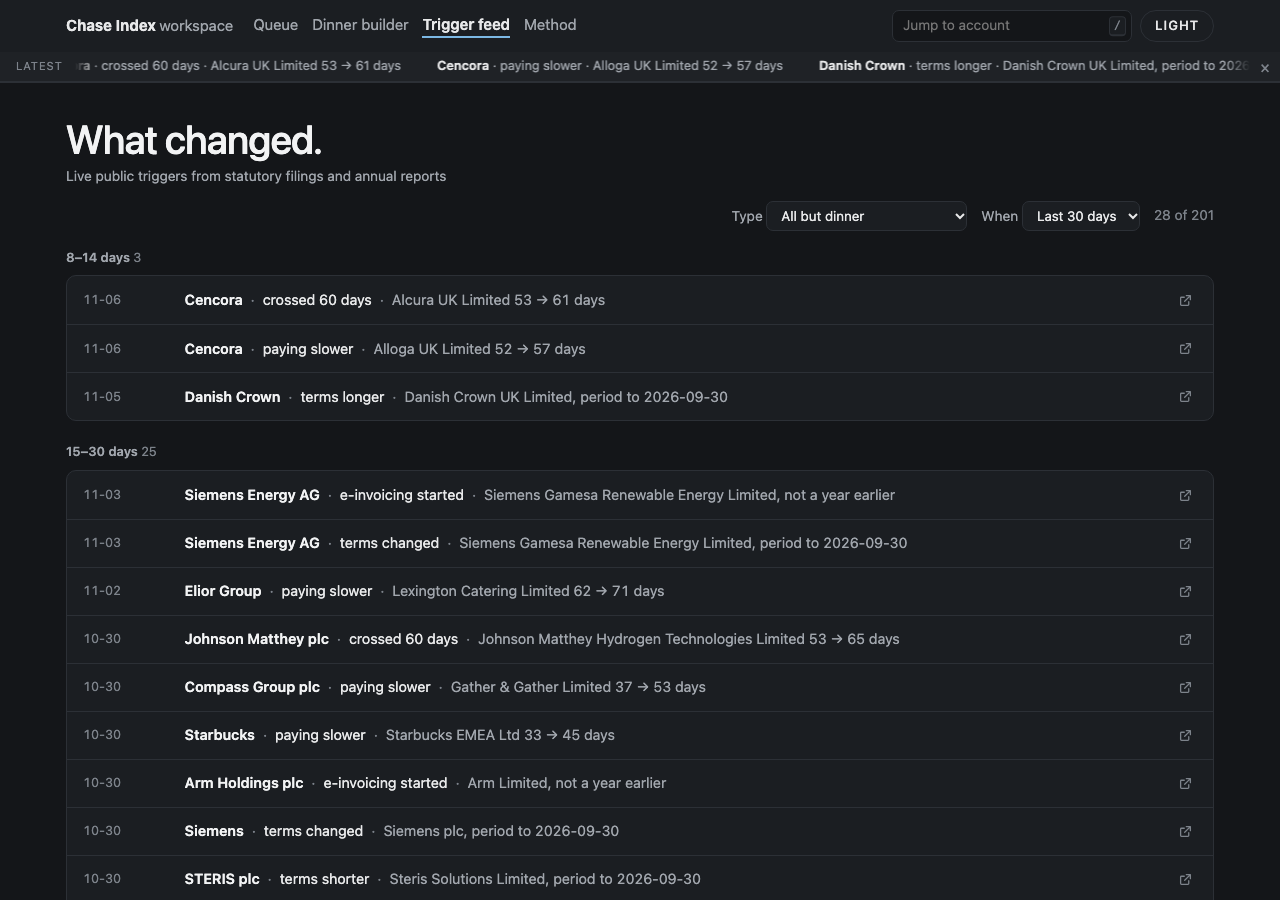 Chase Index workspace Queue Dinner builder Trigger feed Method Jump to account / LIGHT
LATEST ra · crossed 60 days · Alcura UK Limited 53 → 61 days Cencora · paying slower · Alloga UK Limited 52 → 57 days Danish Crown · terms longer · Danish Crown UK Limited, period to 2026 ×
What changed.
Live public triggers from statutory filings and annual reports
Type All but dinner When Last 30 days 28 of 201
8–14 days 3
11-06 Cencora · crossed 60 days · Alcura UK Limited 53 → 61 days
11-06 Cencora · paying slower · Alloga UK Limited 52 → 57 days
11-05 Danish Crown · terms longer · Danish Crown UK Limited, period to 2026-09-30
15–30 days 25
11-03 Siemens Energy AG · e-invoicing started · Siemens Gamesa Renewable Energy Limited, not a year earlier
11-03 Siemens Energy AG · terms changed · Siemens Gamesa Renewable Energy Limited, period to 2026-09-30
11-02 Elior Group · paying slower · Lexington Catering Limited 62 → 71 days
10-30 Johnson Matthey plc · crossed 60 days · Johnson Matthey Hydrogen Technologies Limited 53 → 65 days
10-30 Compass Group plc · paying slower · Gather & Gather Limited 37 → 53 days
10-30 Starbucks · paying slower · Starbucks EMEA Ltd 33 → 45 days
10-30 Arm Holdings plc · e-invoicing started · Arm Limited, not a year earlier
10-30 Siemens · terms changed · Siemens plc, period to 2026-09-30
10-30 STERIS plc · terms shorter · Steris Solutions Limited, period to 2026-09-30